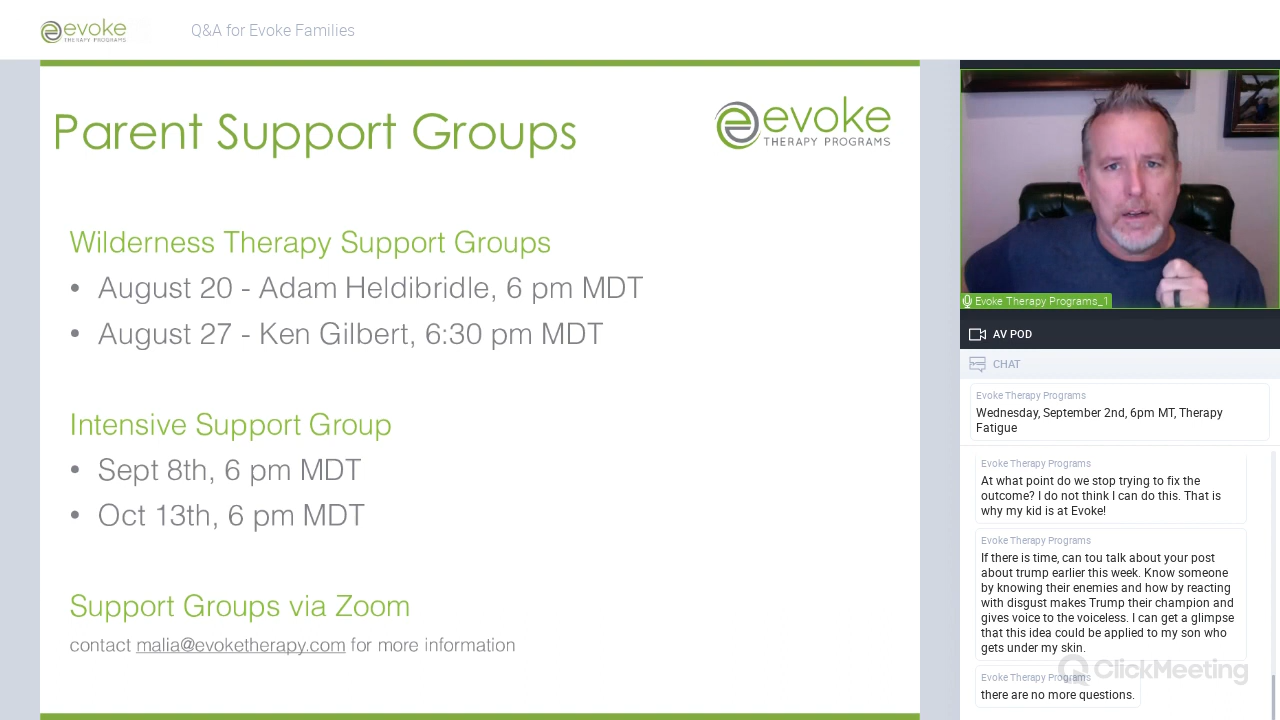 evoke
THERAPY PROGRAMS
Q&A for Evoke Families
Parent Support Groups
evoke
THERAPY PROGRAMS
Wilderness Therapy Support Groups
• August 20 - Adam Heldibridle, 6 pm MDT
• August 27 - Ken Gilbert, 6:30 pm MDT
Intensive Support Group
• Sept 8th, 6 pm MDT
• Oct 13th, 6 pm MDT
Support Groups via Zoom
contact malia@evoketherapy.com for more information
Evoke Therapy Programs_1
AV POD
CHAT
Evoke Therapy Programs
Wednesday, September 2nd, 6pm MT, Therapy
Fatigue
Evoke Therapy Programs
At what point do we stop trying to fix the
outcome? I do not think I can do this. That is
why my kid is at Evoke!
Evoke Therapy Programs
If there is time, can tou talk about your post
about trump earlier this week. Know someone
by knowing their enemies and how by reacting
with disgust makes Trump their champion and
gives voice to the voiceless. I can get a glimpse
that this idea could be applied to my son who
gets under my skin.
Evoke Therapy Programs
there are no more questions.
ClickMeeting